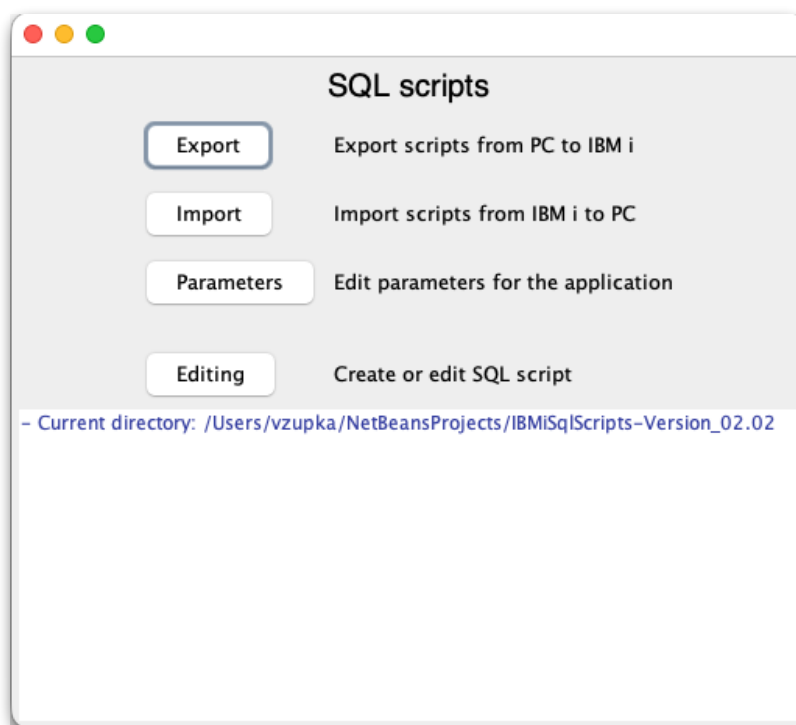 SQL scripts
Export Export scripts from PC to IBM i
Import Import scripts from IBM i to PC
Parameters Edit parameters for the application
Editing Create or edit SQL script
- Current directory: /Users/vzupka/NetBeansProjects/IBMiSqlScripts-Version_02.02